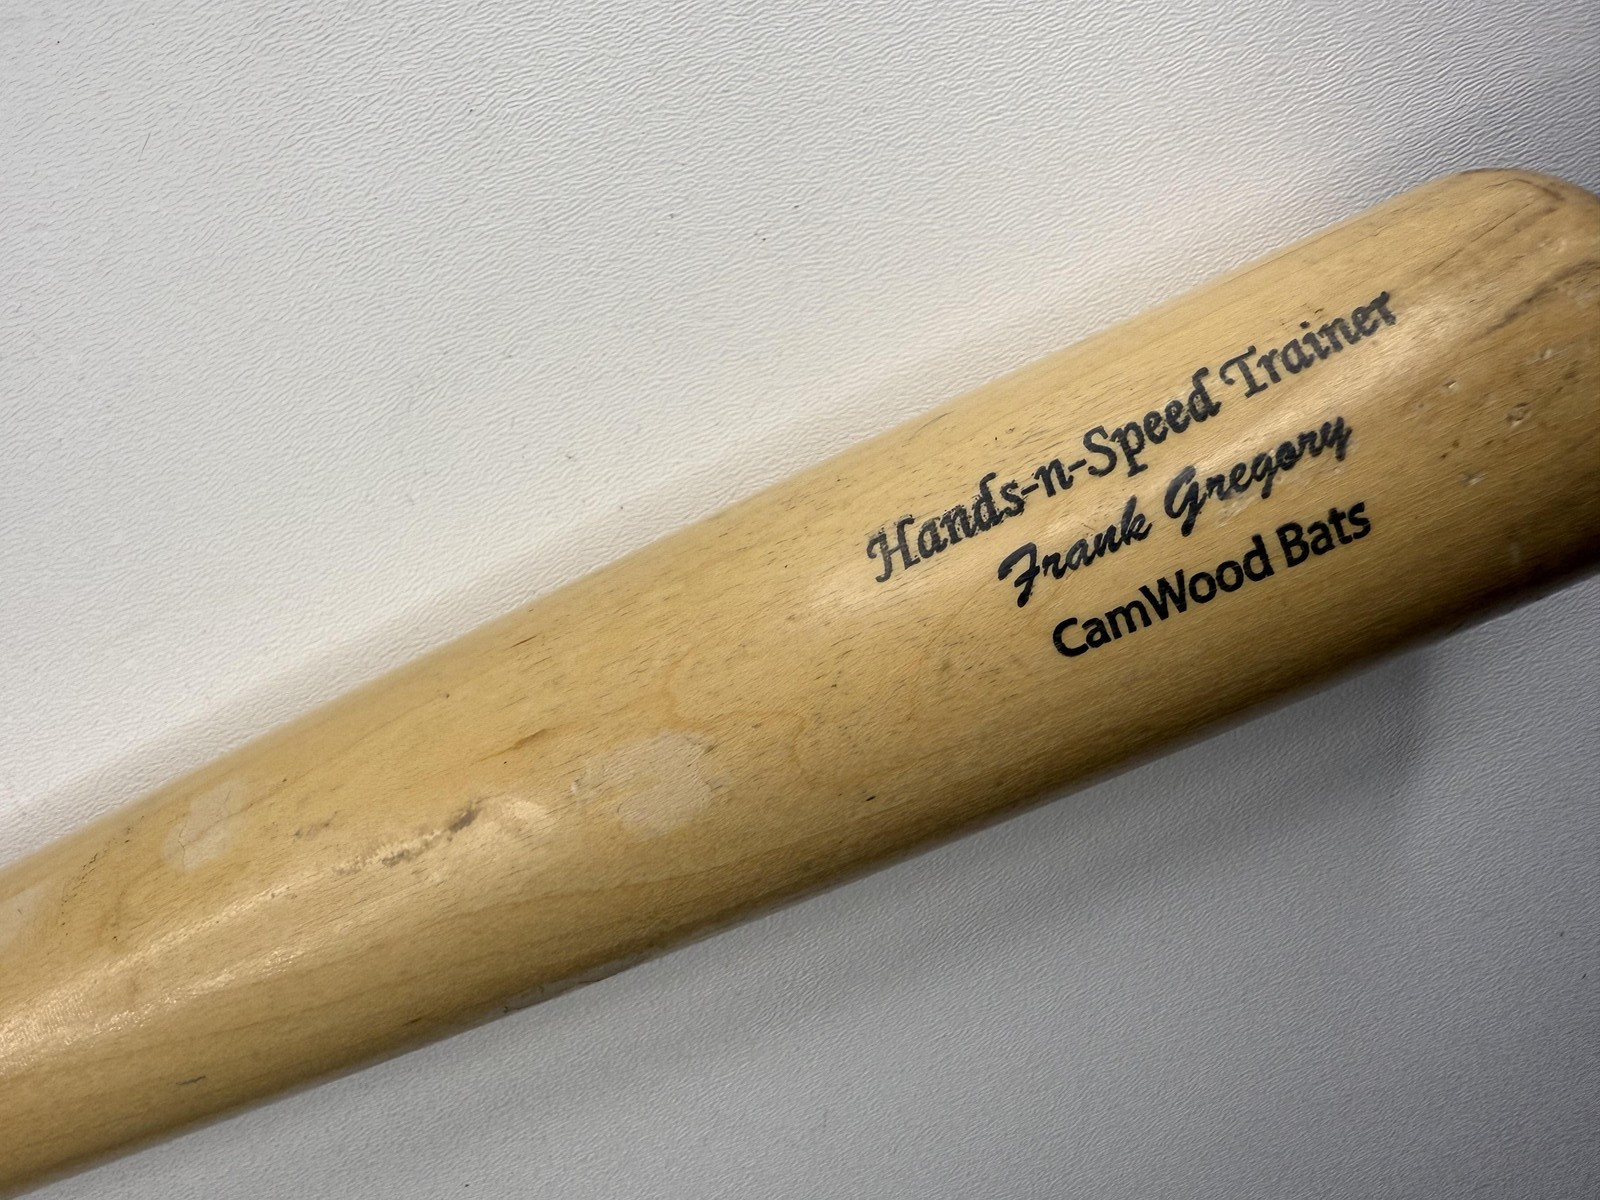 Hands-n-Speed Trainer
Frank Gregory
CamWood Bats